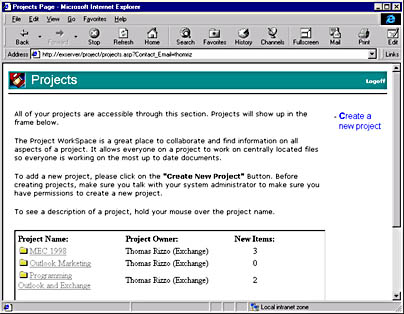 Projects Page - Microsoft Internet Explorer
File Edit View Go Favorites Help
Back Forward Stop Refresh Home Search Favorites History Channels Fullscreen Mail Print Edit
Address http://exserver/project/projects.asp?Contact_Email=thomriz Links
Projects Logoff
All of your projects are accessible through this section. Projects will show up in the
frame below.
- Create a
new project
The Project WorkSpace is a great place to collaborate and find information on all
aspects of a project. It allows everyone on a project to work on centrally located files
so everyone is working on the most up to date documents.
To add a new project, please click on the "Create New Project" Button. Before
creating projects, make sure you talk with your system administrator to make sure you
have permissions to create a new project.
To see a description of a project, hold your mouse over the project name.
Project Name: Project Owner: New Items:
MEC 1998 Thomas Rizzo (Exchange) 3
Outlook Marketing Thomas Rizzo (Exchange) 0
Programming
Outlook and Exchange Thomas Rizzo (Exchange) 2
Local intranet zone